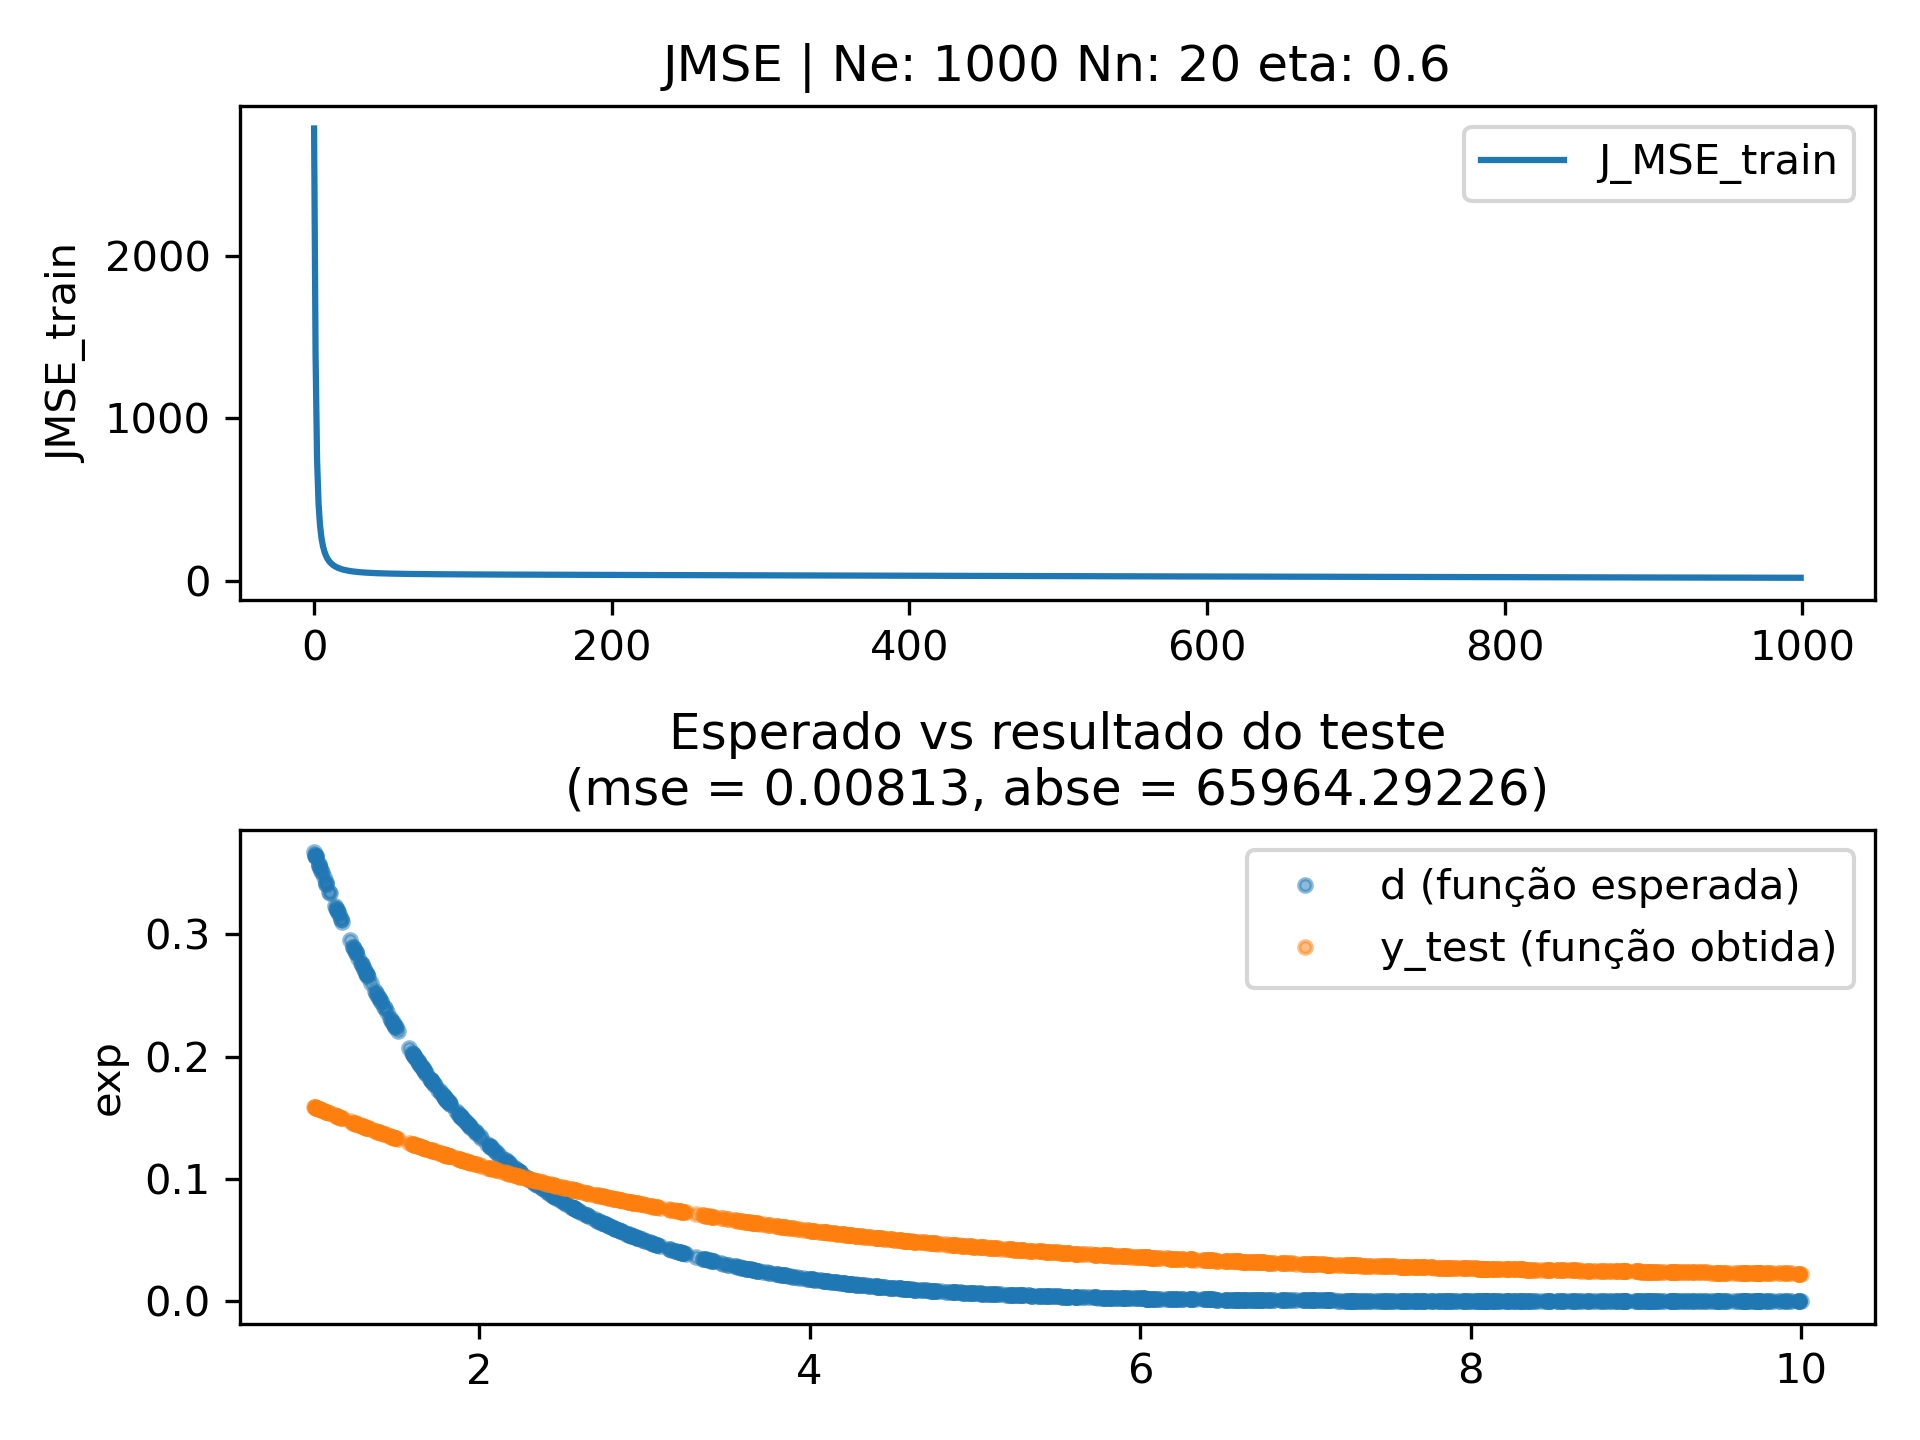 JMSE | Ne: 1000 Nn: 20 eta: 0.6
J_MSE_train
JMSE_train
2000
1000
0
0
200
400
600
800
1000
Esperado vs resultado do teste
(mse = 0.00813, abse = 65964.29226)
d (função esperada)
y_test (função obtida)
exp
0.3
0.2
0.1
0.0
2
4
6
8
10